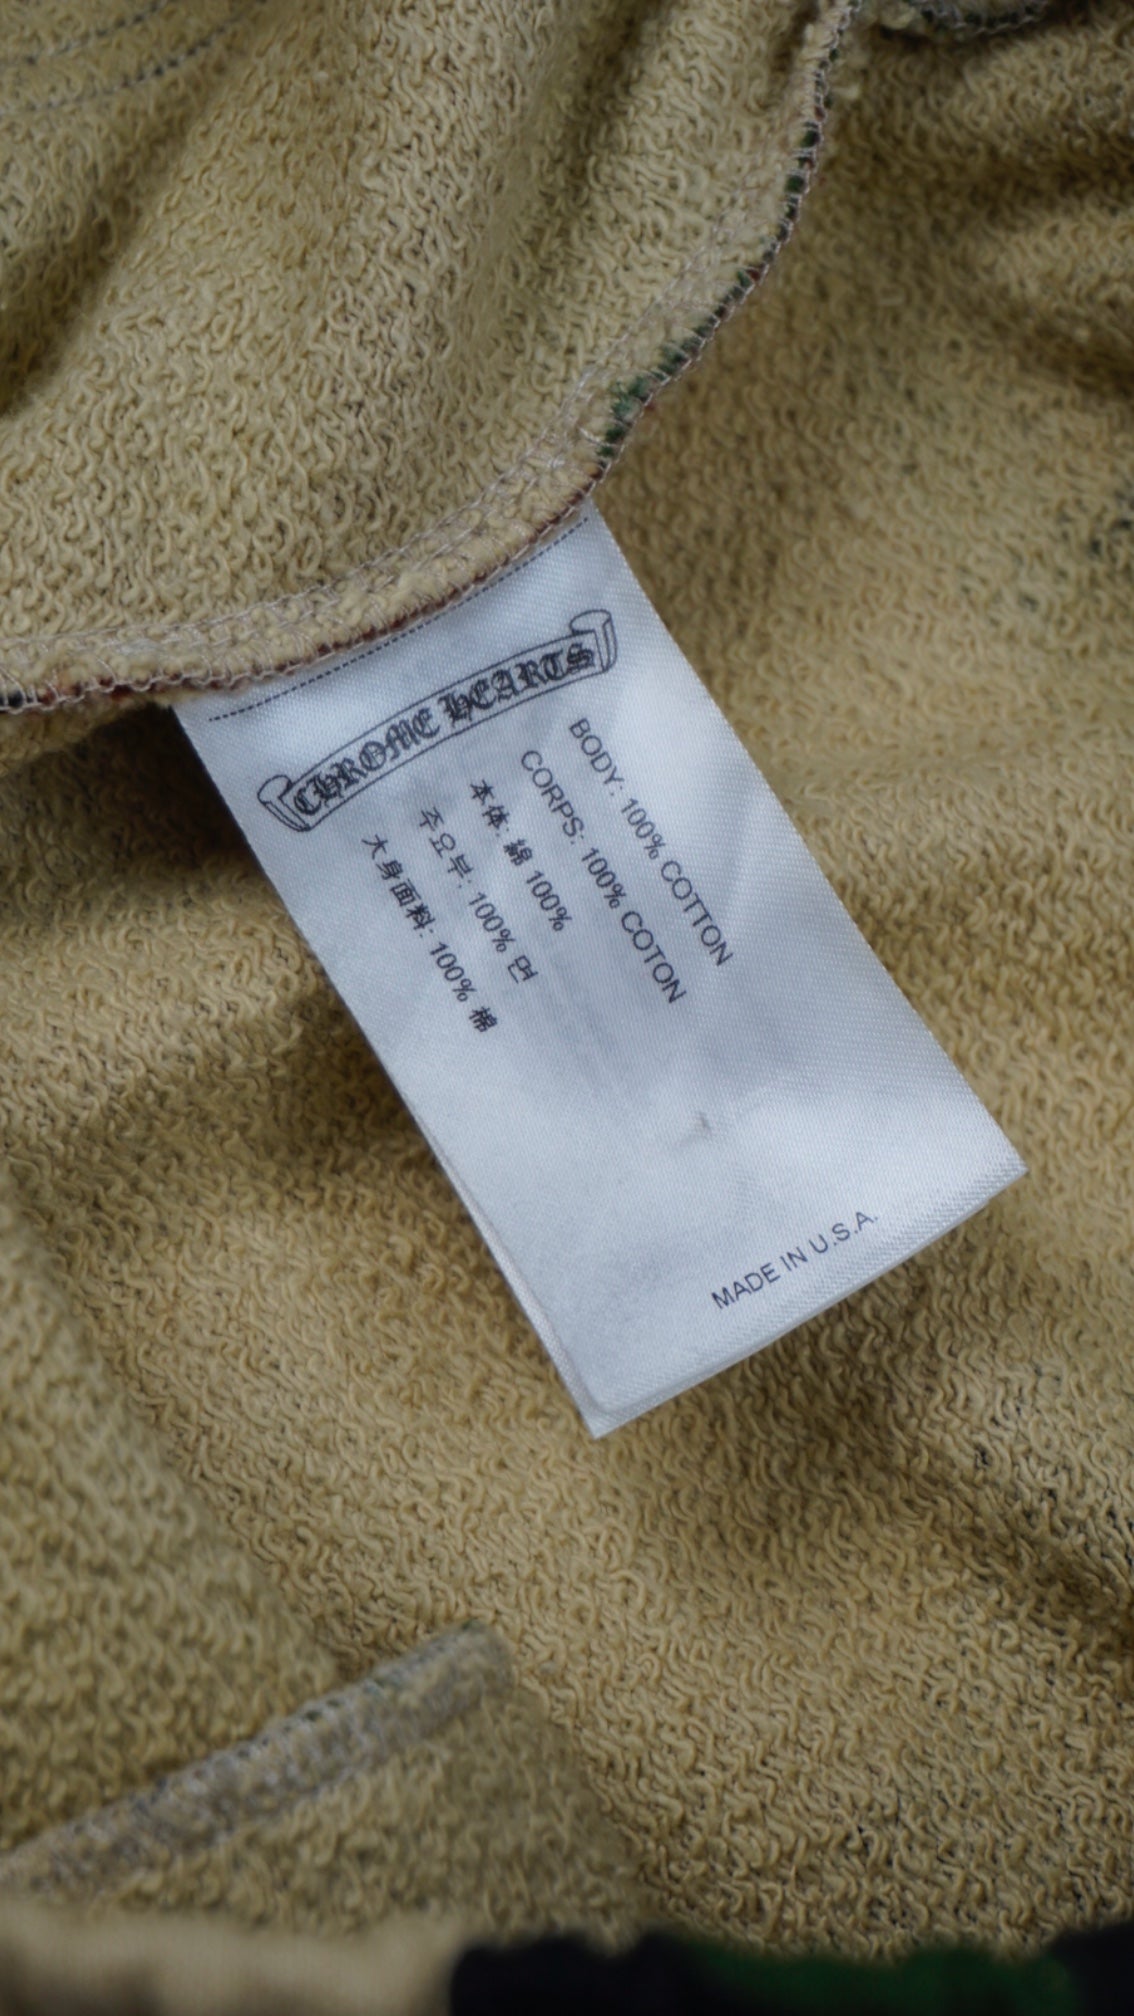 CHROME HEARTS
BODY: 100% COTTON
CORPS: 100% COTON
本体: 綿 100%
주요부: 100% 면
大身面料: 100% 棉
MADE IN U.S.A.